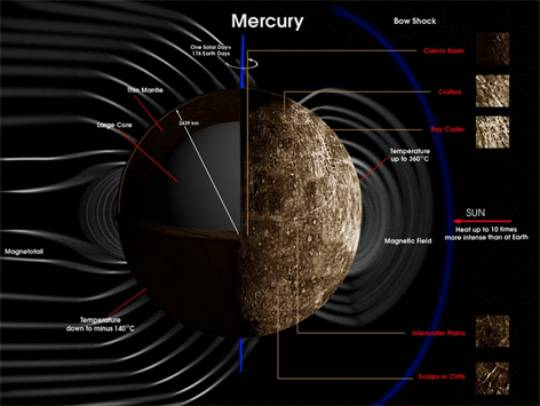 Mercury
Bow Shock
One Solar Day=
176 Earth Days
Caloris Basin
Thin Mantle
Craters
2439 km
Large Core
Ray Crater
Temperature
up to 360°C
SUN
Heat up to 10 times
more intense than at Earth
Magnetotail
Magnetic Field
Temperature
down to minus 140°C
Intercrater Plains
Scarps or Cliffs